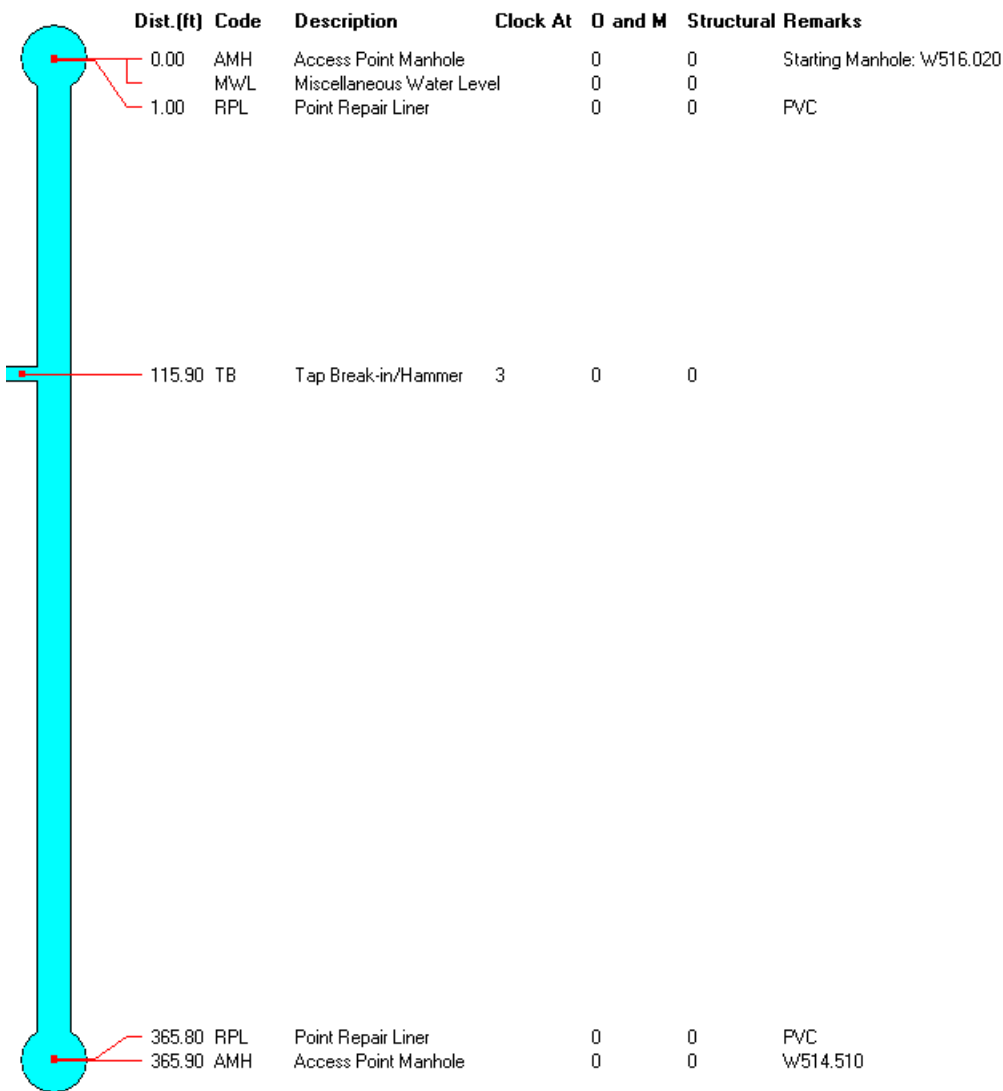 Dist.(ft) Code Description Clock At O and M Structural Remarks
0.00 AMH Access Point Manhole 0 0 Starting Manhole: W516.020
MWL Miscellaneous Water Level 0 0
1.00 RPL Point Repair Liner 0 0 PVC
115.90 TB Tap Break-in/Hammer 3 0 0
365.80 RPL Point Repair Liner 0 0 PVC
365.90 AMH Access Point Manhole 0 0 W514.510